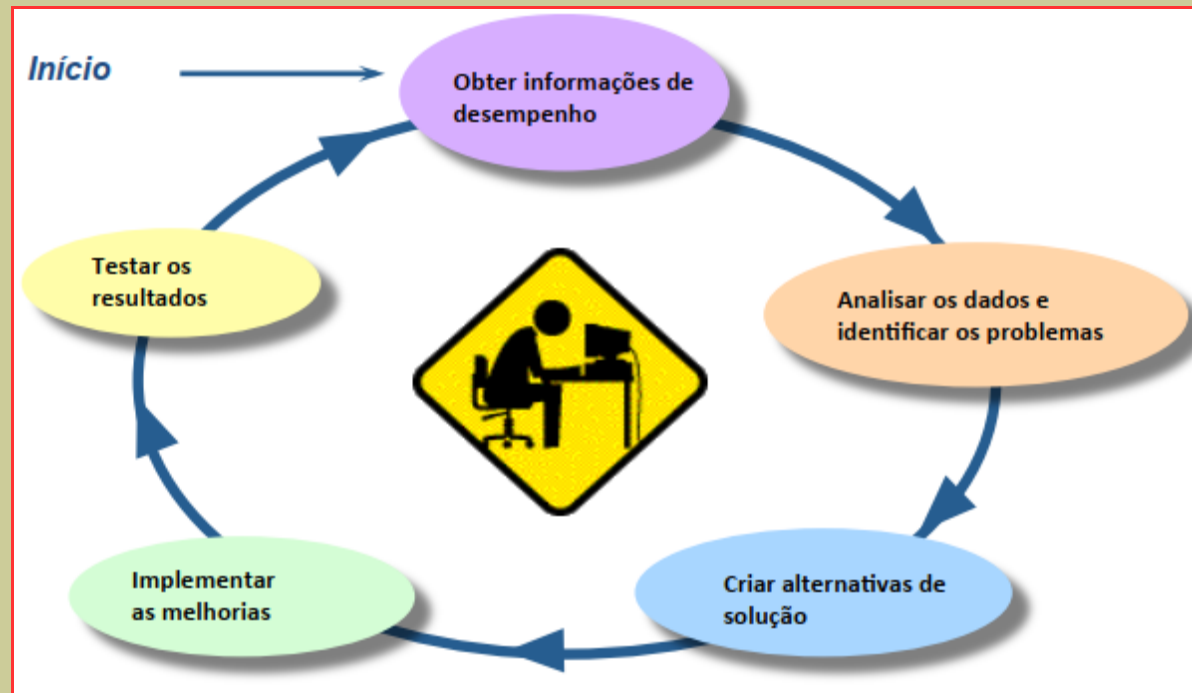 Início
Obter informações de
desempenho
Analisar os dados e
identificar os problemas
Criar alternativas de
solução
Implementar
as melhorias
Testar os
resultados